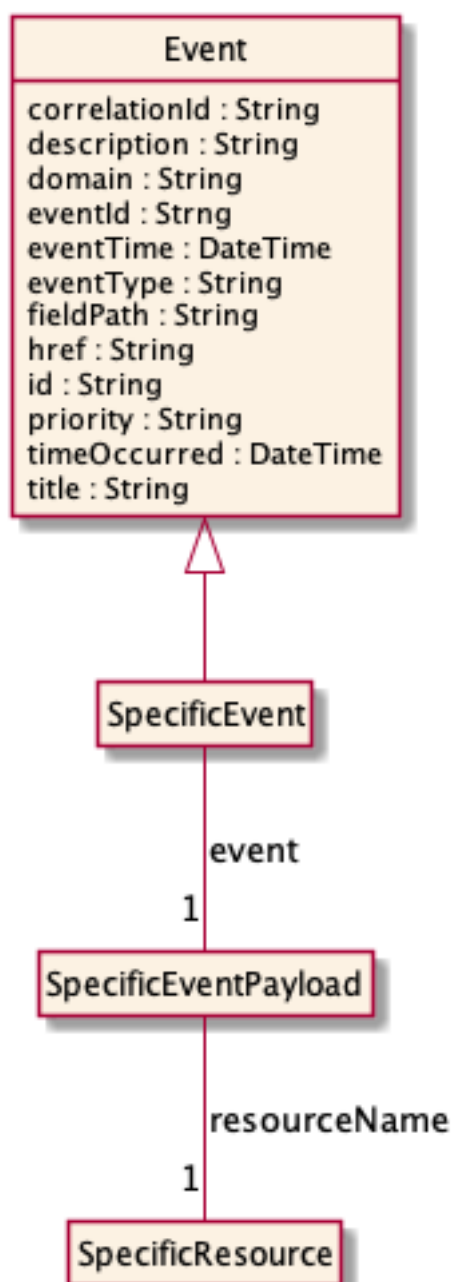 Event
correlationId : String
description : String
domain : String
eventId : Strng
eventTime : DateTime
eventType : String
fieldPath : String
href : String
id : String
priority : String
timeOccurred : DateTime
title : String
SpecificEvent
event
1
SpecificEventPayload
resourceName
1
SpecificResource